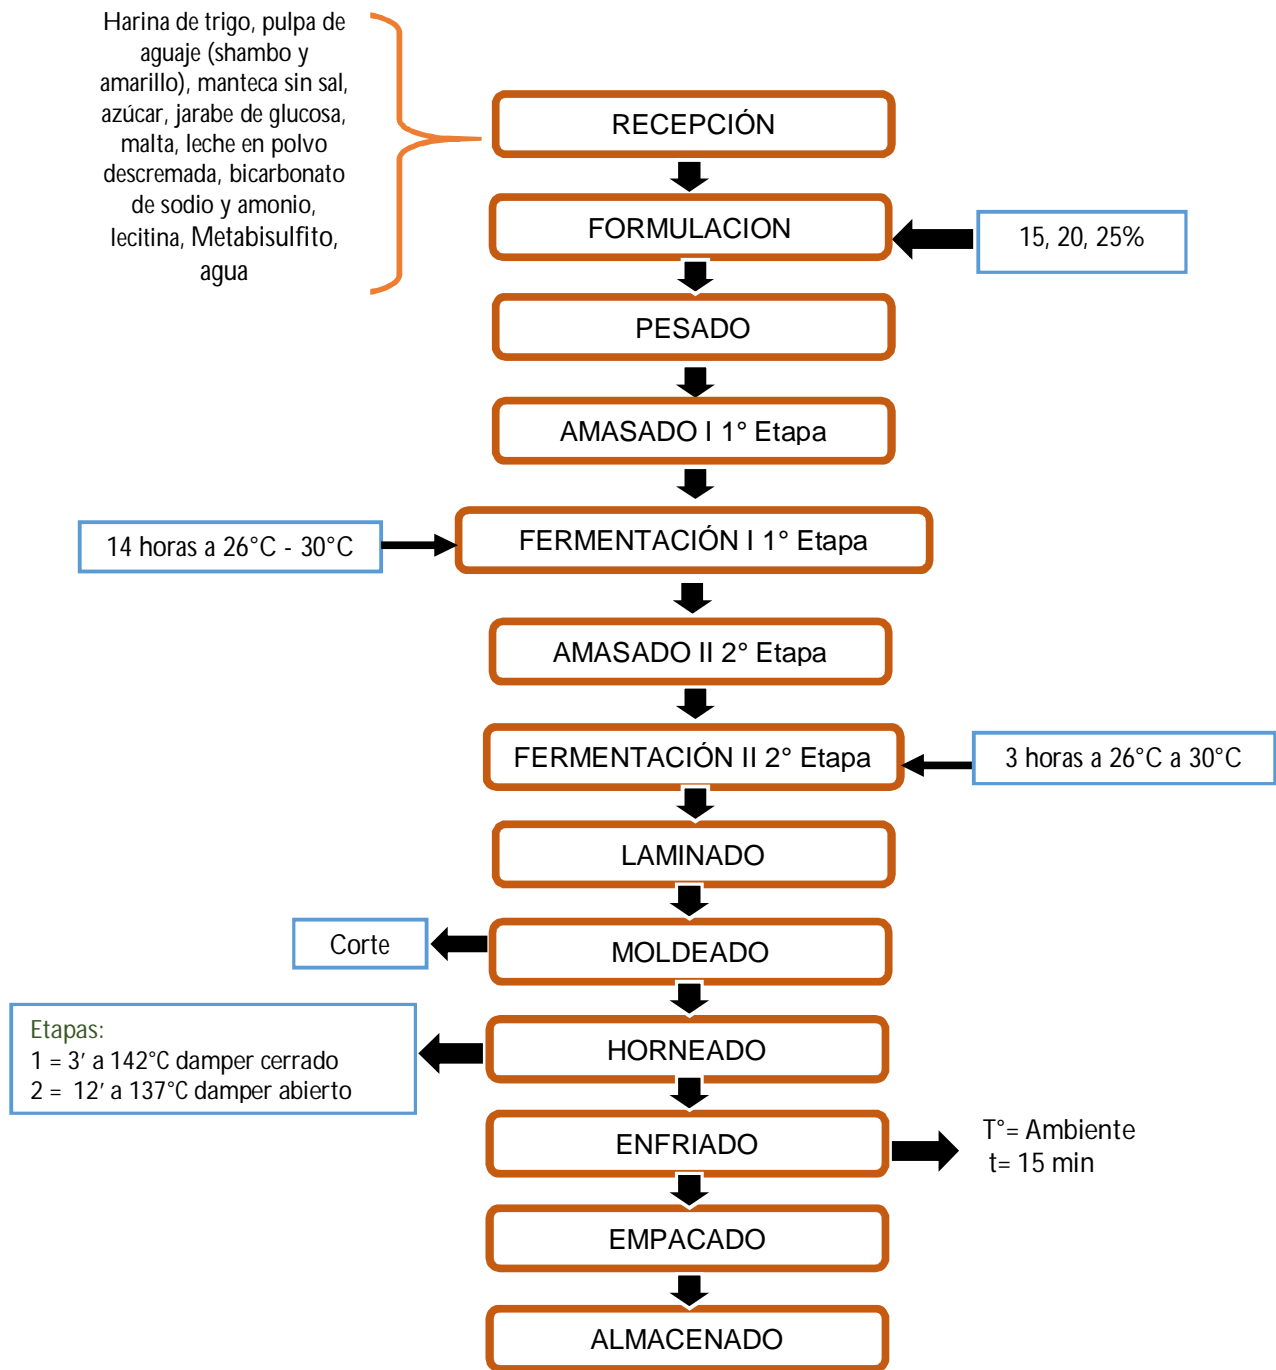 Harina de trigo, pulpa de
aguaje (shambo y
amarillo), manteca sin sal,
azúcar, jarabe de glucosa,
malta, leche en polvo
descremada, bicarbonato
de sodio y amonio,
lecitina, Metabisulfito,
agua
RECEPCIÓN
FORMULACION
15, 20, 25%
PESADO
AMASADO I 1° Etapa
14 horas a 26°C - 30°C
FERMENTACIÓN I 1° Etapa
AMASADO II 2° Etapa
FERMENTACIÓN II 2° Etapa
3 horas a 26°C a 30°C
LAMINADO
Corte
MOLDEADO
Etapas:
1 = 3’ a 142°C damper cerrado
2 = 12’ a 137°C damper abierto
HORNEADO
ENFRIADO
T°= Ambiente
t= 15 min
EMPACADO
ALMACENADO